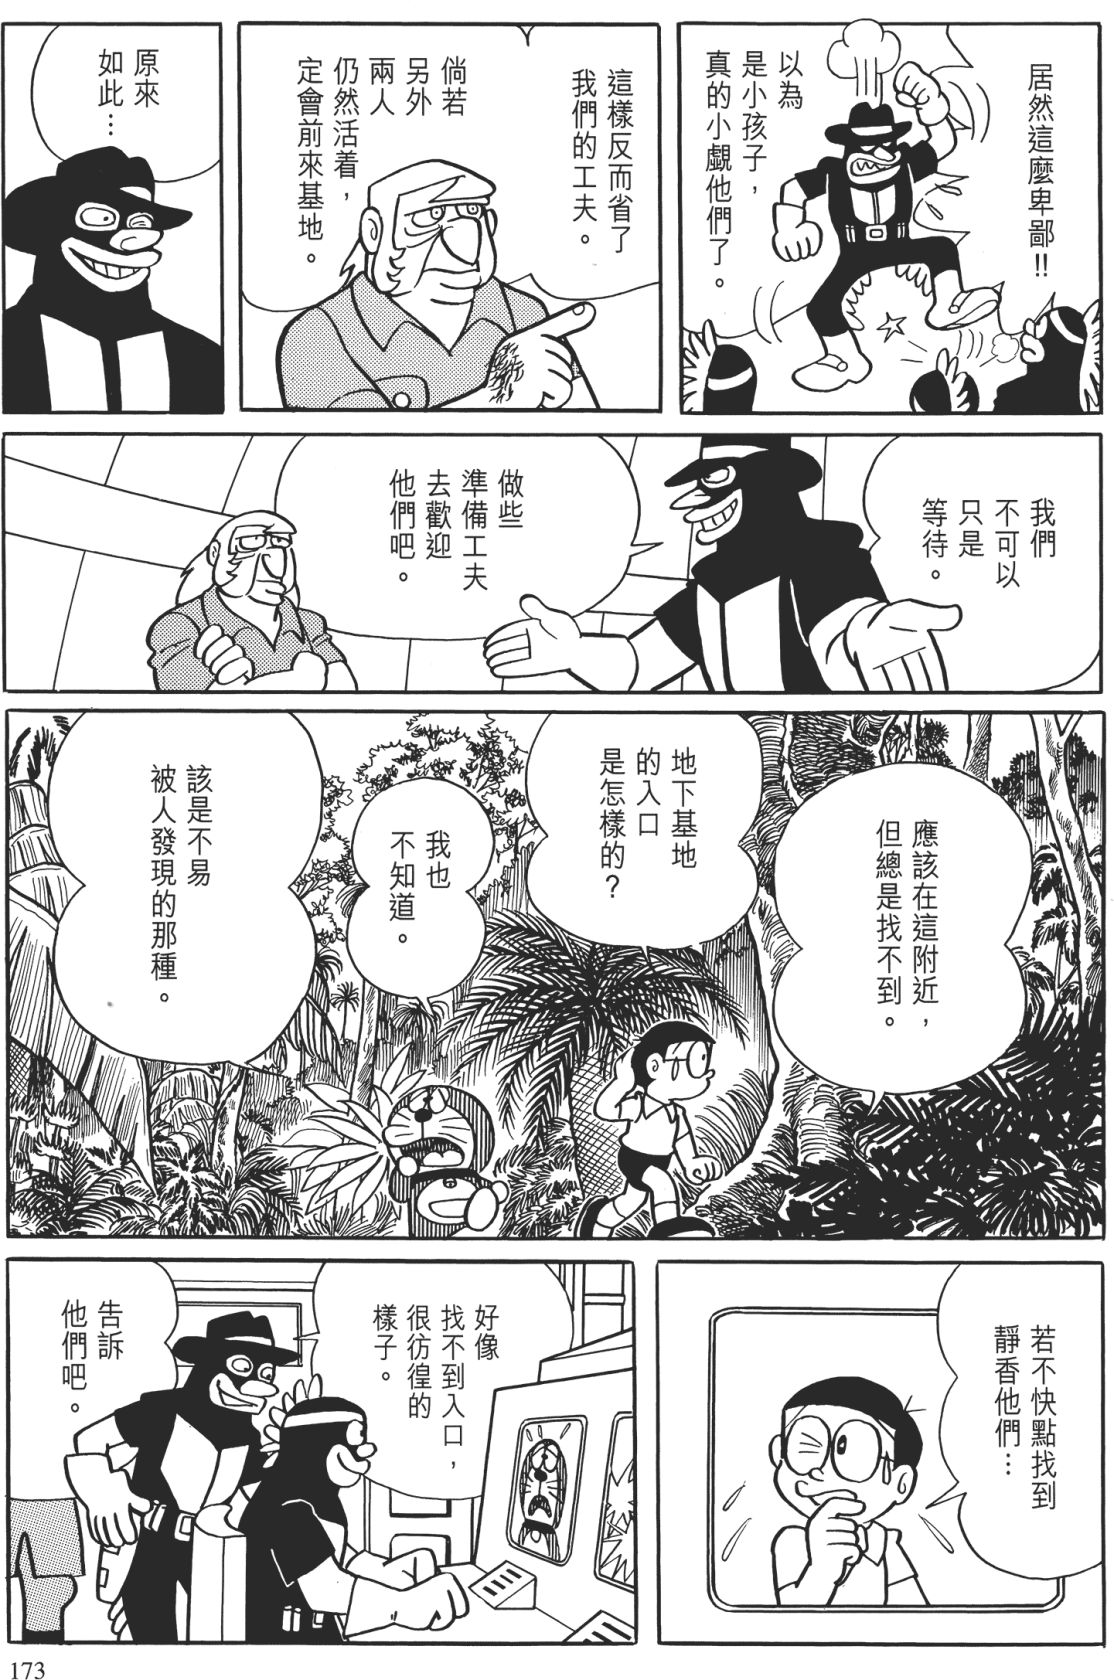 居然這麼卑鄙!!
以為
是小孩子，
真的小覷他們了。
這樣反而省了
我們的工夫。
倘若
另外
兩人
仍然活着，
定會前來基地。
原來
如此…
我們
不可以
只是
等待。
做些
準備工夫
去歡迎
他們吧。
應該在這附近，
但總是找不到。
地下基地
的入口
是怎樣的？
我也
不知道。
該是不易
被人發現的那種。
若不快點找到
靜香他們…
好像
找不到入口，
很彷徨的
樣子。
告訴
他們吧。
173